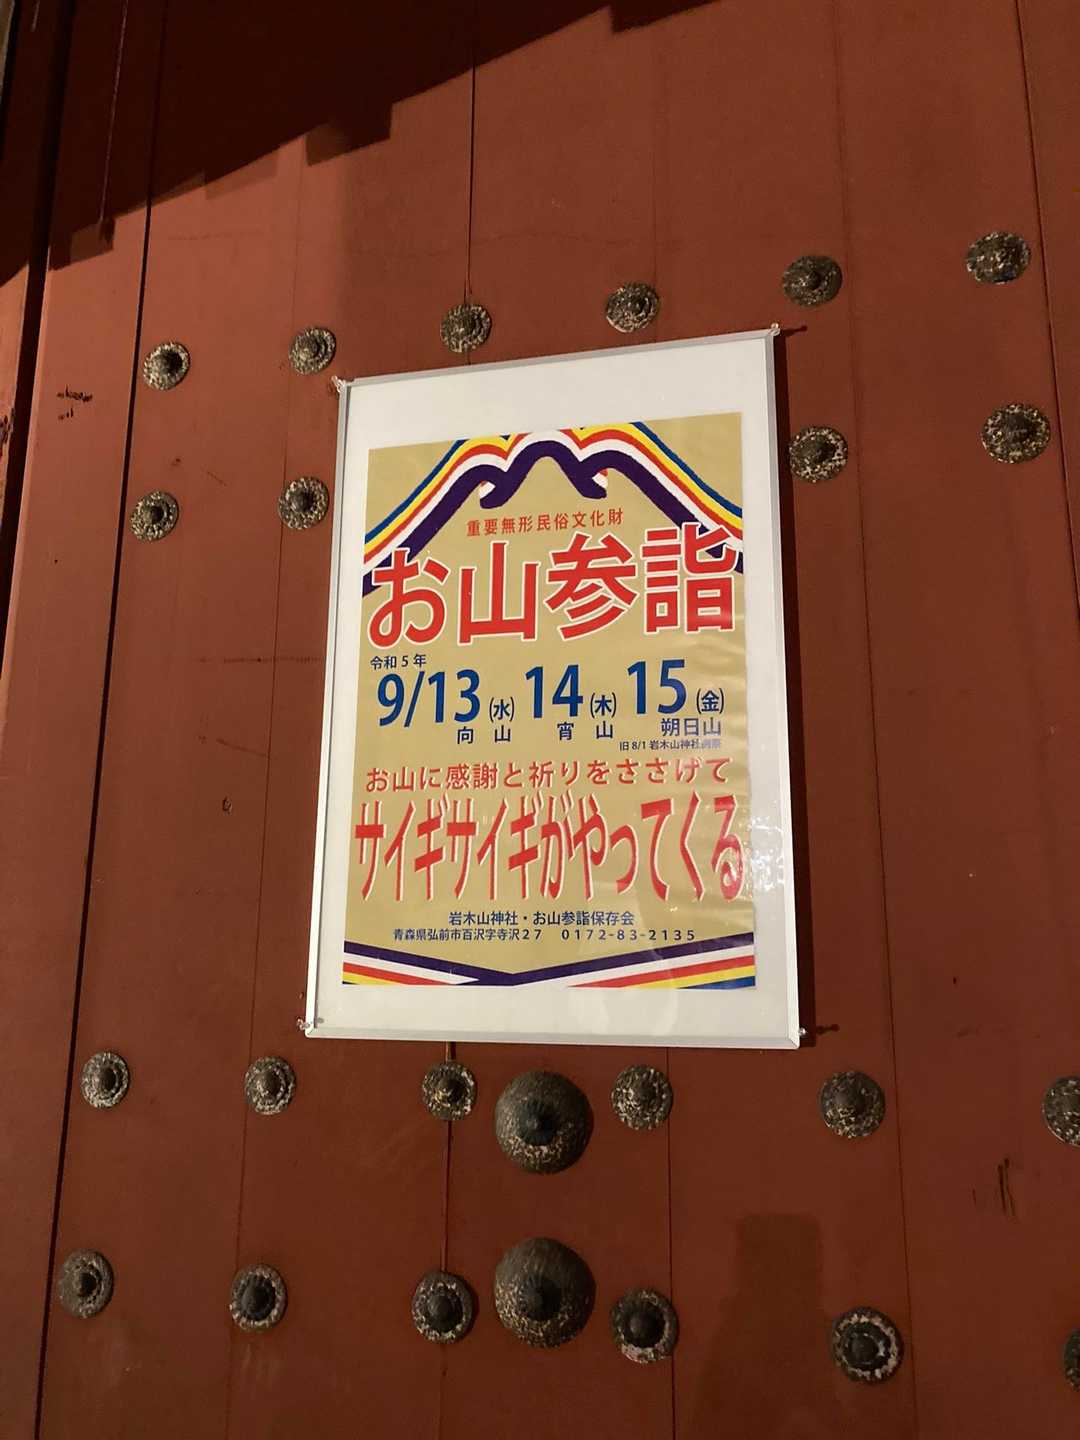 重要無形民俗文化財
お山参詣
令和5年
9/13(水) 14(木) 15(金)
向山 宵山 朔日山
旧8/1 岩木山神社例祭
お山に感謝と祈りをささげて
サイギサイギがやってくる
岩木山神社・お山参詣保存会
青森県弘前市百沢字寺沢27 0172-83-2135